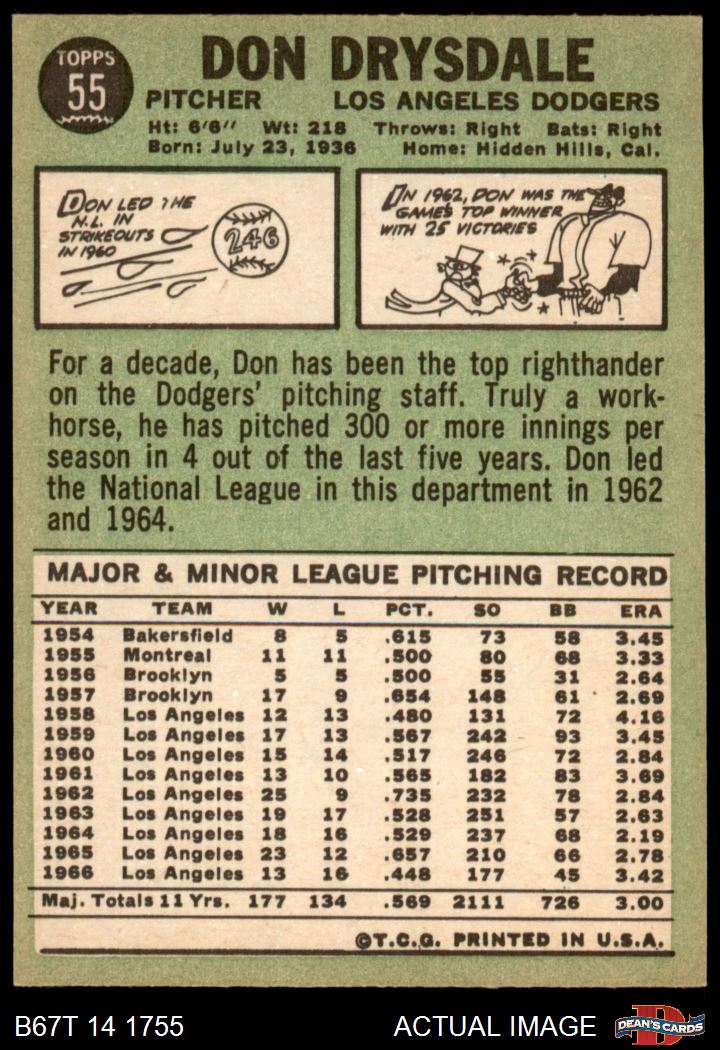 TOPPS
55
DON DRYSDALE
PITCHER LOS ANGELES DODGERS
Ht: 6'6" Wt: 218 Throws: Right Bats: Right
Born: July 23, 1936 Home: Hidden Hills, Cal.
DON LED THE
N.L. IN
STRIKEOUTS
IN 1960
246
IN 1962, DON WAS THE
GAME'S TOP WINNER
WITH 25 VICTORIES
For a decade, Don has been the top righthander
on the Dodgers' pitching staff. Truly a work-
horse, he has pitched 300 or more innings per
season in 4 out of the last five years. Don led
the National League in this department in 1962
and 1964.
MAJOR & MINOR LEAGUE PITCHING RECORD
YEAR TEAM W L PCT. SO BB ERA
1954 Bakersfield 8 5 .615 73 58 3.45
1955 Montreal 11 11 .500 80 68 3.33
1956 Brooklyn 5 5 .500 55 31 2.64
1957 Brooklyn 17 9 .654 148 61 2.69
1958 Los Angeles 12 13 .480 131 72 4.16
1959 Los Angeles 17 13 .567 242 93 3.45
1960 Los Angeles 15 14 .517 246 72 2.84
1961 Los Angeles 13 10 .565 182 83 3.69
1962 Los Angeles 25 9 .735 232 78 2.84
1963 Los Angeles 19 17 .528 251 57 2.63
1964 Los Angeles 18 16 .529 237 68 2.19
1965 Los Angeles 23 12 .657 210 66 2.78
1966 Los Angeles 13 16 .448 177 45 3.42
Maj. Totals 11 Yrs. 177 134 .569 2111 726 3.00
©T.C.G. PRINTED IN U.S.A.
B67T 14 1755 ACTUAL IMAGE
D
DEAN'S CARDS